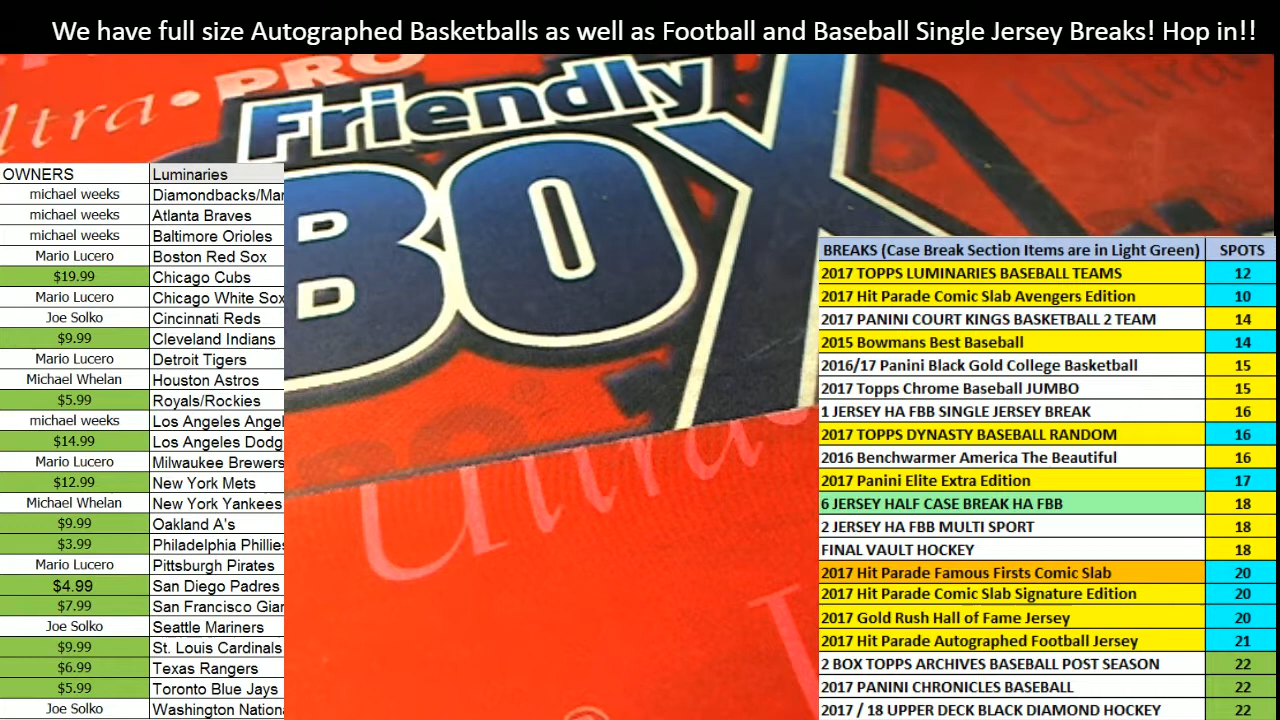 We have full size Autographed Basketballs as well as Football and Baseball Single Jersey Breaks! Hop in!!
Ultra • PRO
Friendly
BOX
Ultra
Ultra
OWNERS Luminaries
michael weeks Diamondbacks/Mar
michael weeks Atlanta Braves
michael weeks Baltimore Orioles
Mario Lucero Boston Red Sox
$19.99 Chicago Cubs
Mario Lucero Chicago White Sox
Joe Solko Cincinnati Reds
$9.99 Cleveland Indians
Mario Lucero Detroit Tigers
Michael Whelan Houston Astros
$5.99 Royals/Rockies
michael weeks Los Angeles Angel
$14.99 Los Angeles Dodg
Mario Lucero Milwaukee Brewers
$12.99 New York Mets
Michael Whelan New York Yankees
$9.99 Oakland A's
$3.99 Philadelphia Phillies
Mario Lucero Pittsburgh Pirates
$4.99 San Diego Padres
$7.99 San Francisco Gian
Joe Solko Seattle Mariners
$9.99 St. Louis Cardinals
$6.99 Texas Rangers
$5.99 Toronto Blue Jays
Joe Solko Washington Nation
BREAKS (Case Break Section Items are in Light Green) SPOTS
2017 TOPPS LUMINARIES BASEBALL TEAMS 12
2017 Hit Parade Comic Slab Avengers Edition 10
2017 PANINI COURT KINGS BASKETBALL 2 TEAM 14
2015 Bowmans Best Baseball 14
2016/17 Panini Black Gold College Basketball 15
2017 Topps Chrome Baseball JUMBO 15
1 JERSEY HA FBB SINGLE JERSEY BREAK 16
2017 TOPPS DYNASTY BASEBALL RANDOM 16
2016 Benchwarmer America The Beautiful 16
2017 Panini Elite Extra Edition 17
6 JERSEY HALF CASE BREAK HA FBB 18
2 JERSEY HA FBB MULTI SPORT 18
FINAL VAULT HOCKEY 18
2017 Hit Parade Famous Firsts Comic Slab 20
2017 Hit Parade Comic Slab Signature Edition 20
2017 Gold Rush Hall of Fame Jersey 20
2017 Hit Parade Autographed Football Jersey 21
2 BOX TOPPS ARCHIVES BASEBALL POST SEASON 22
2017 PANINI CHRONICLES BASEBALL 22
2017 / 18 UPPER DECK BLACK DIAMOND HOCKEY 22